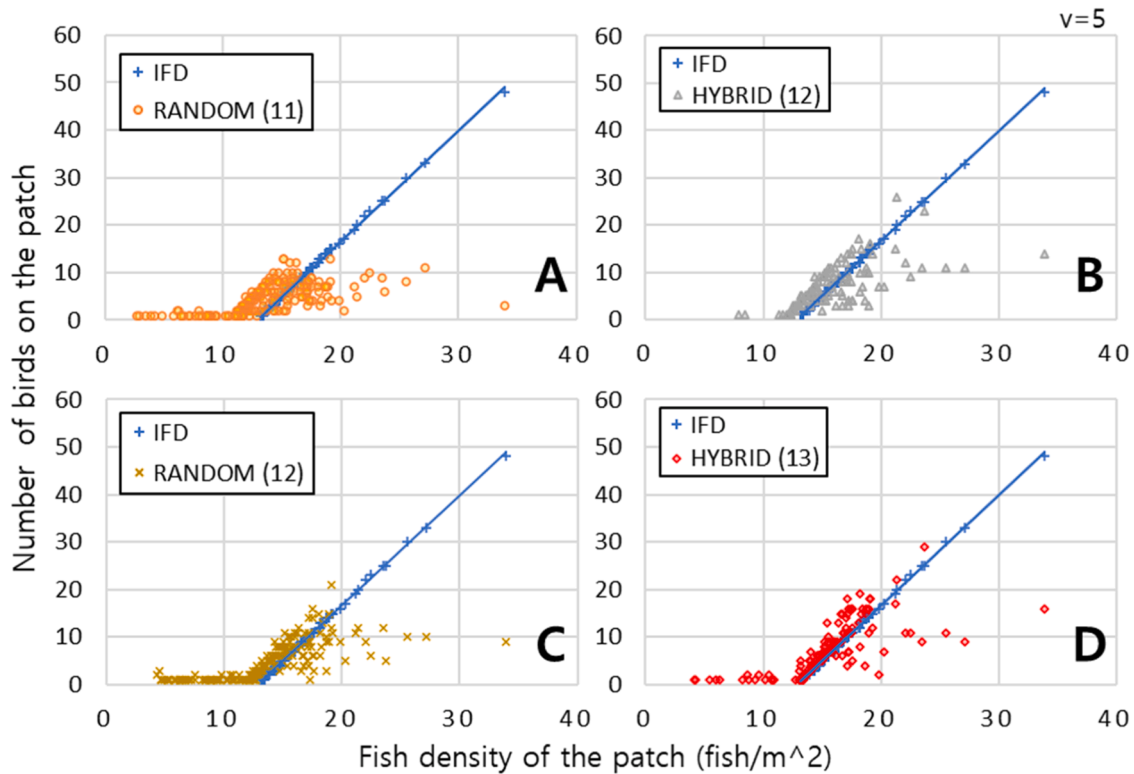 v=5
Number of birds on the patch
60
50
40
30
20
10
0
IFD
RANDOM (11)
A
0 10 20 30 40
60
50
40
30
20
10
0
IFD
HYBRID (12)
B
0 10 20 30 40
60
50
40
30
20
10
0
IFD
RANDOM (12)
C
0 10 20 30 40
60
50
40
30
20
10
0
IFD
HYBRID (13)
D
0 10 20 30 40
Fish density of the patch (fish/m^2)